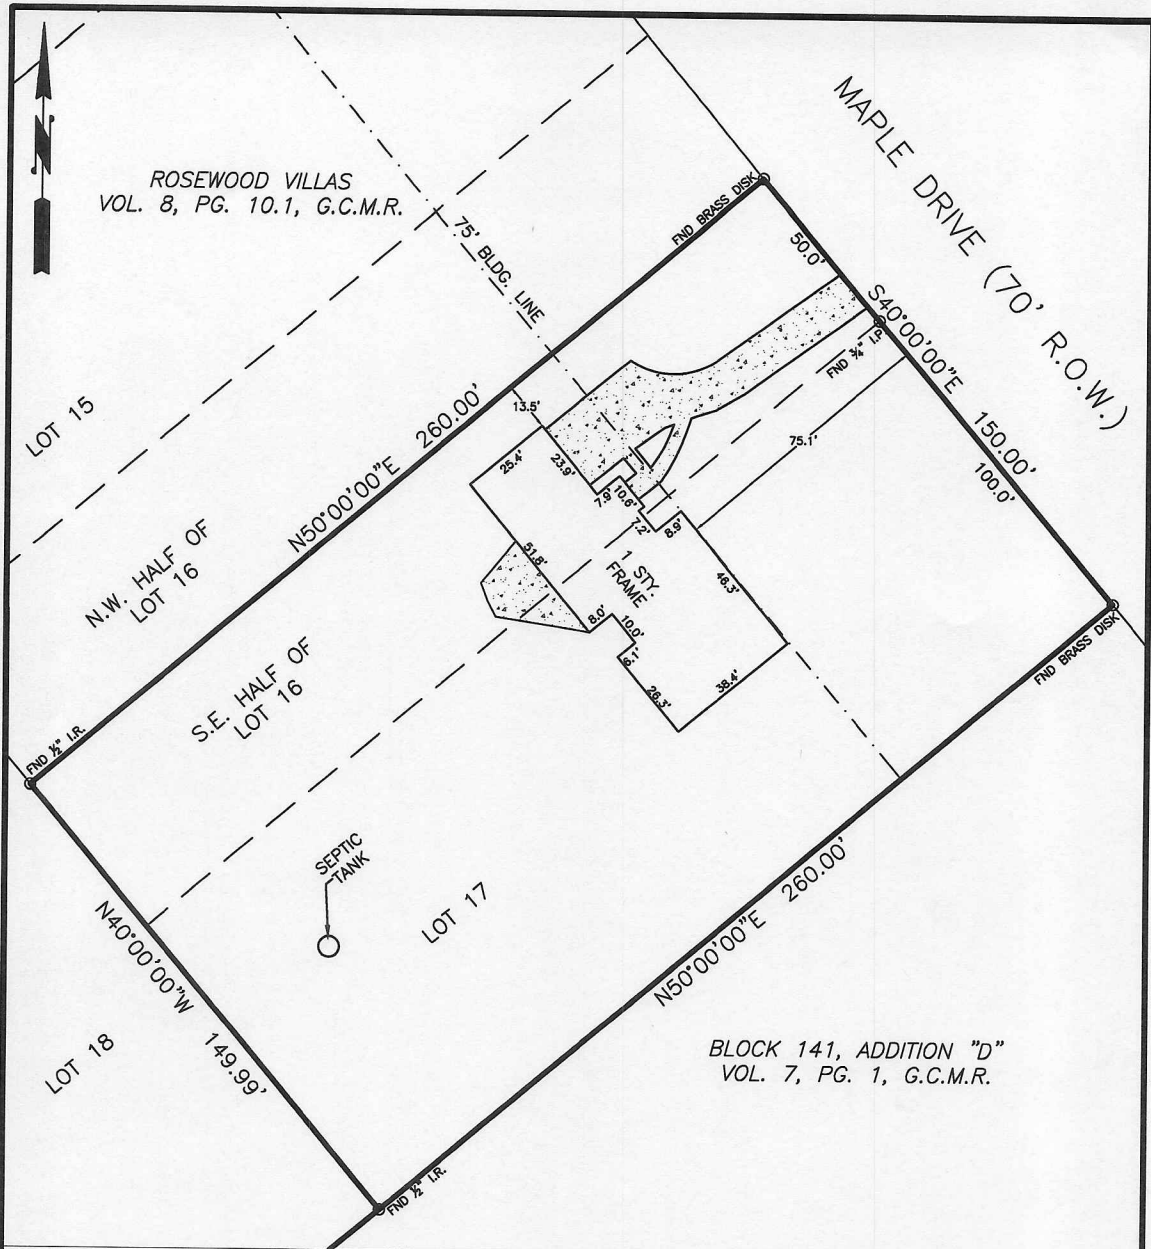 N
ROSEWOOD VILLAS
VOL. 8, PG. 10.1, G.C.M.R.
MAPLE DRIVE (70' R.O.W.)
75' BLDG. LINE
FND BRASS DISK
50.0'
S40°00'00"E 150.00'
FND ¾" I.P.
100.0'
75.1'
LOT 15
N50°00'00"E 260.00'
13.5'
25.4'
23.9'
7.9'
10.6'
7.2'
8.9'
46.3'
51.8'
1 STY.
FRAME
8.0'
10.0'
6.1'
26.3'
38.4'
N.W. HALF OF
LOT 16
S.E. HALF OF
LOT 16
FND BRASS DISK
FND ½" I.R.
SEPTIC
TANK
LOT 17
N40°00'00"W 149.99'
LOT 18
N50°00'00"E 260.00'
FND ½" I.R.
BLOCK 141, ADDITION "D"
VOL. 7, PG. 1, G.C.M.R.